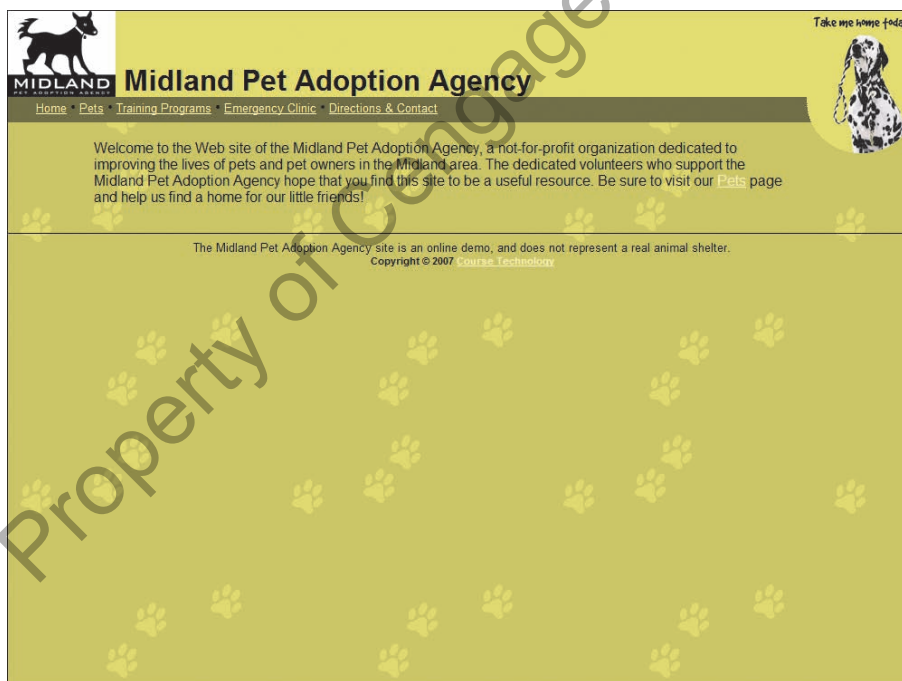 Take me home toda
MIDLAND
PET ADOPTION AGENCY
Midland Pet Adoption Agency
Home • Pets • Training Programs • Emergency Clinic • Directions & Contact
Welcome to the Web site of the Midland Pet Adoption Agency, a not-for-profit organization dedicated to
improving the lives of pets and pet owners in the Midland area. The dedicated volunteers who support the
Midland Pet Adoption Agency hope that you find this site to be a useful resource. Be sure to visit our Pets page
and help us find a home for our little friends!
The Midland Pet Adoption Agency site is an online demo, and does not represent a real animal shelter.
Copyright © 2007 Course Technology
Property of Cengage